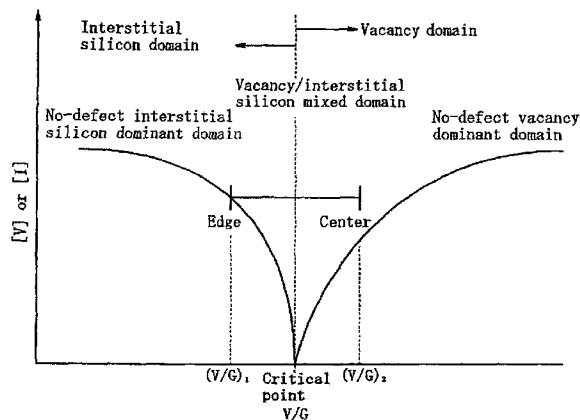 Interstitial
silicon domain
Vacancy domain
Vacancy/interstitial
silicon mixed domain
No-defect interstitial
silicon dominant domain
No-defect vacancy
dominant domain
[V] or [I]
Edge
Center
(V/G)₁
Critical
point
(V/G)₂
V/G